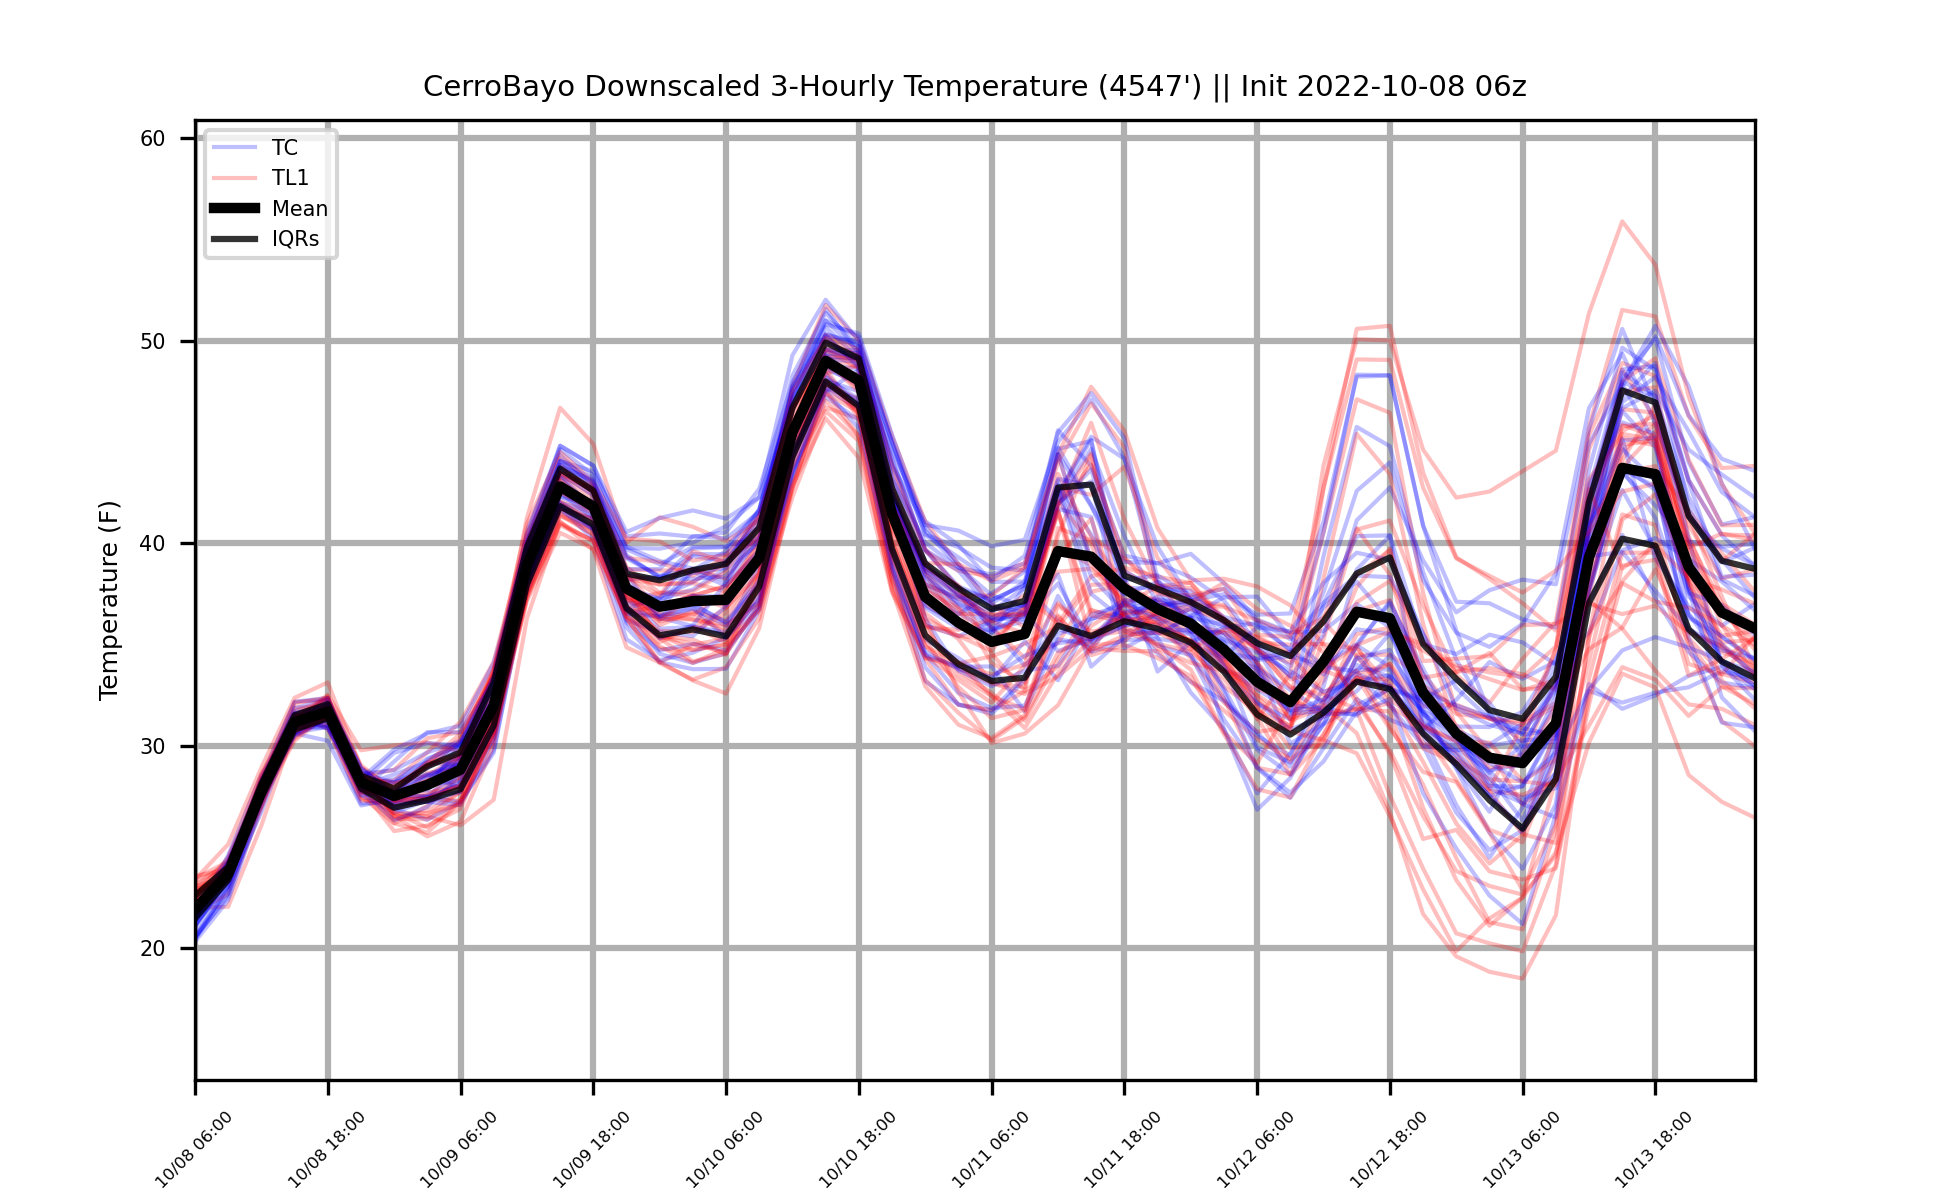 CerroBayo Downscaled 3-Hourly Temperature (4547') || Init 2022-10-08 06z
TC
TL1
Mean
IQRs
Temperature (F)
60
50
40
30
20
10/08 06:00
10/08 18:00
10/09 06:00
10/09 18:00
10/10 06:00
10/10 18:00
10/11 06:00
10/11 18:00
10/12 06:00
10/12 18:00
10/13 06:00
10/13 18:00